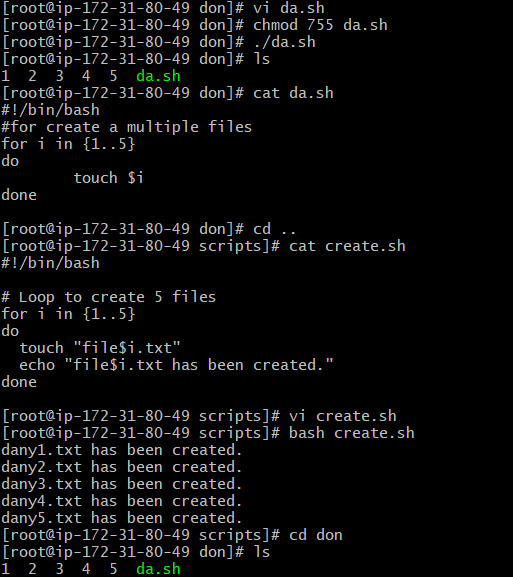 [root@ip-172-31-80-49 don]# vi da.sh
[root@ip-172-31-80-49 don]# chmod 755 da.sh
[root@ip-172-31-80-49 don]# ./da.sh
[root@ip-172-31-80-49 don]# ls
1  2  3  4  5  da.sh
[root@ip-172-31-80-49 don]# cat da.sh
#!/bin/bash
#for create a multiple files
for i in {1..5}
do
        touch $i
done

[root@ip-172-31-80-49 don]# cd ..
[root@ip-172-31-80-49 scripts]# cat create.sh
#!/bin/bash

# Loop to create 5 files
for i in {1..5}
do
  touch "file$i.txt"
  echo "file$i.txt has been created."
done

[root@ip-172-31-80-49 scripts]# vi create.sh
[root@ip-172-31-80-49 scripts]# bash create.sh
dany1.txt has been created.
dany2.txt has been created.
dany3.txt has been created.
dany4.txt has been created.
dany5.txt has been created.
[root@ip-172-31-80-49 scripts]# cd don
[root@ip-172-31-80-49 don]# ls
1  2  3  4  5  da.sh